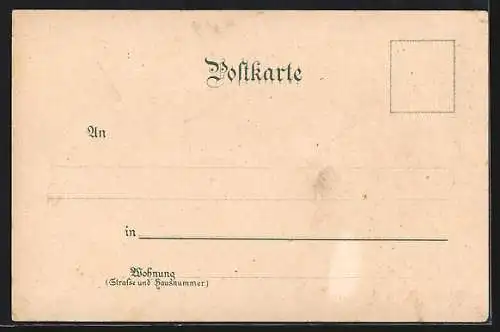 Postkarte
An
in
Wohnung
(Straße und Hausnummer)